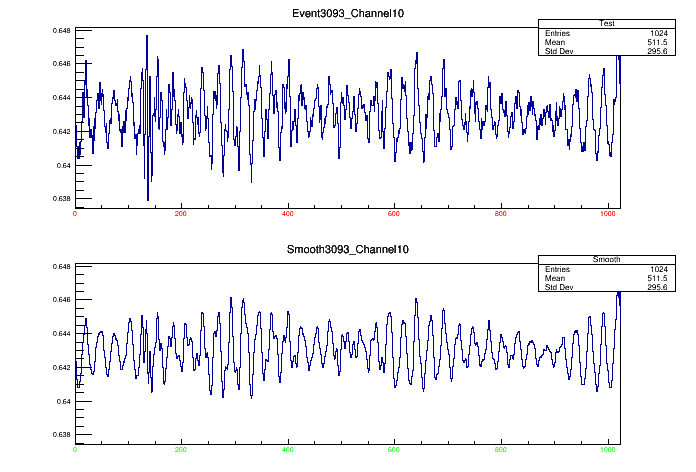 Event3093_Channel10
Test
Entries 1024
Mean 511.5
Std Dev 295.6
0.648
0.646
0.644
0.642
0.64
0.638
0 200 400 600 800 1000
Smooth3093_Channel10
Smooth
Entries 1024
Mean 511.5
Std Dev 295.6
0.648
0.646
0.644
0.642
0.64
0.638
0 200 400 600 800 1000